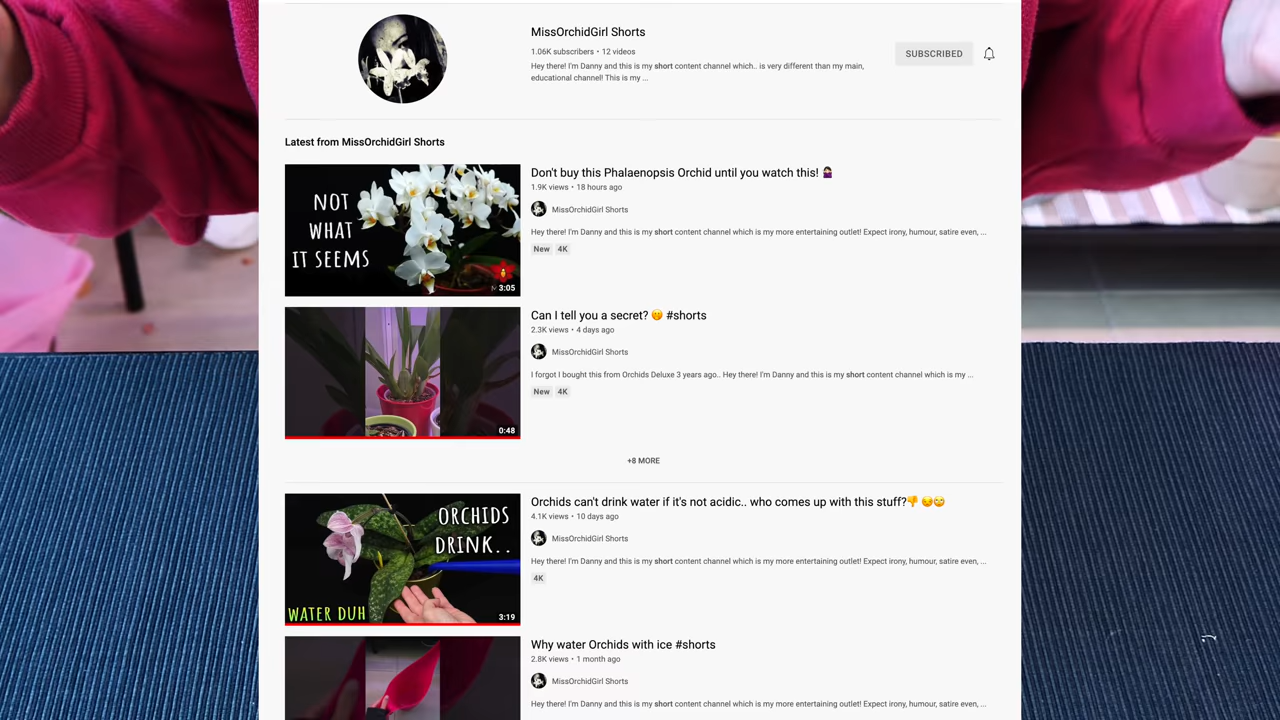 MissOrchidGirl Shorts
1.06K subscribers • 12 videos
Hey there! I'm Danny and this is my short content channel which.. is very different than my main,
educational channel! This is my ...
SUBSCRIBED
Latest from MissOrchidGirl Shorts
NOT
WHAT
IT SEEMS
3:05
Don't buy this Phalaenopsis Orchid until you watch this! 🤷🏻‍♀️
1.9K views • 18 hours ago
MissOrchidGirl Shorts
Hey there! I'm Danny and this is my short content channel which is my more entertaining outlet! Expect irony, humour, satire even, ...
New 4K
0:48
Can I tell you a secret? 🤭 #shorts
2.3K views • 4 days ago
MissOrchidGirl Shorts
I forgot I bought this from Orchids Deluxe 3 years ago.. Hey there! I'm Danny and this is my short content channel which is my ...
New 4K
+8 MORE
ORCHIDS
DRINK..
WATER DUH
3:19
Orchids can't drink water if it's not acidic.. who comes up with this stuff?👎 😒🙄
4.1K views • 10 days ago
MissOrchidGirl Shorts
Hey there! I'm Danny and this is my short content channel which is my more entertaining outlet! Expect irony, humour, satire even, ...
4K
Why water Orchids with ice #shorts
2.8K views • 1 month ago
MissOrchidGirl Shorts
Hey there! I'm Danny and this is my short content channel which is my more entertaining outlet! Expect irony, humour, satire even, ...